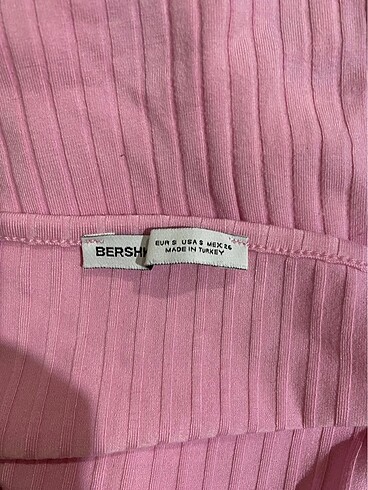 BERSH
EUR S USA S MEX 26
MADE IN TURKEY